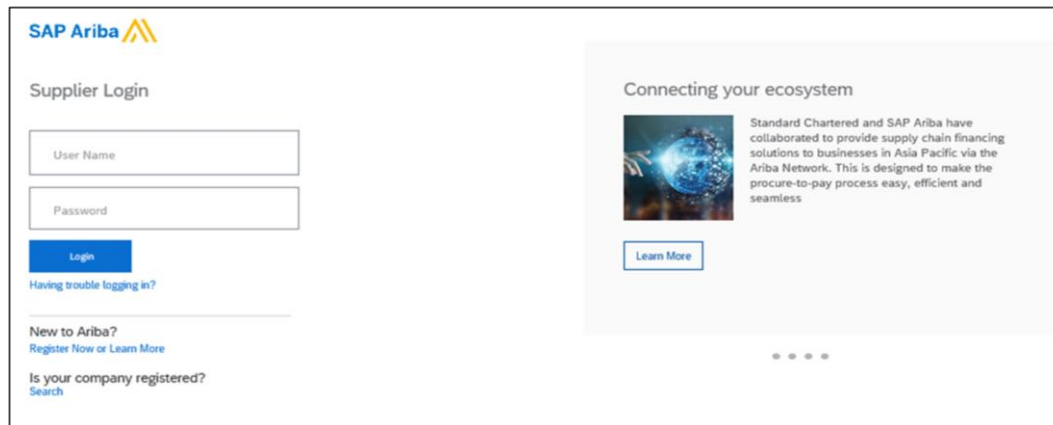 SAP Ariba
Supplier Login
User Name
Password
Login
Having trouble logging in?
New to Ariba?
Register Now or Learn More
Is your company registered?
Search
Connecting your ecosystem
Standard Chartered and SAP Ariba have
collaborated to provide supply chain financing
solutions to businesses in Asia Pacific via the
Ariba Network. This is designed to make the
procure-to-pay process easy, efficient and
seamless
Learn More